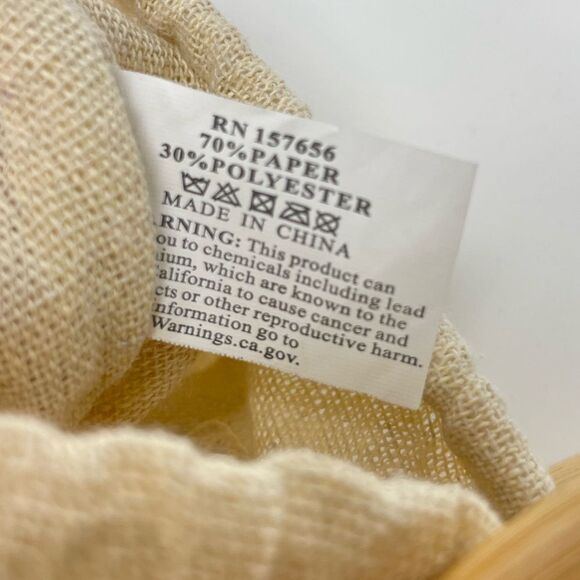 RN 157656
70%PAPER
30%POLYESTER
MADE IN CHINA
ARNING: This product can
ou to chemicals including lead
ium, which are known to the
alifornia to cause cancer and
cts or other reproductive harm.
nformation go to
Warnings.ca.gov.